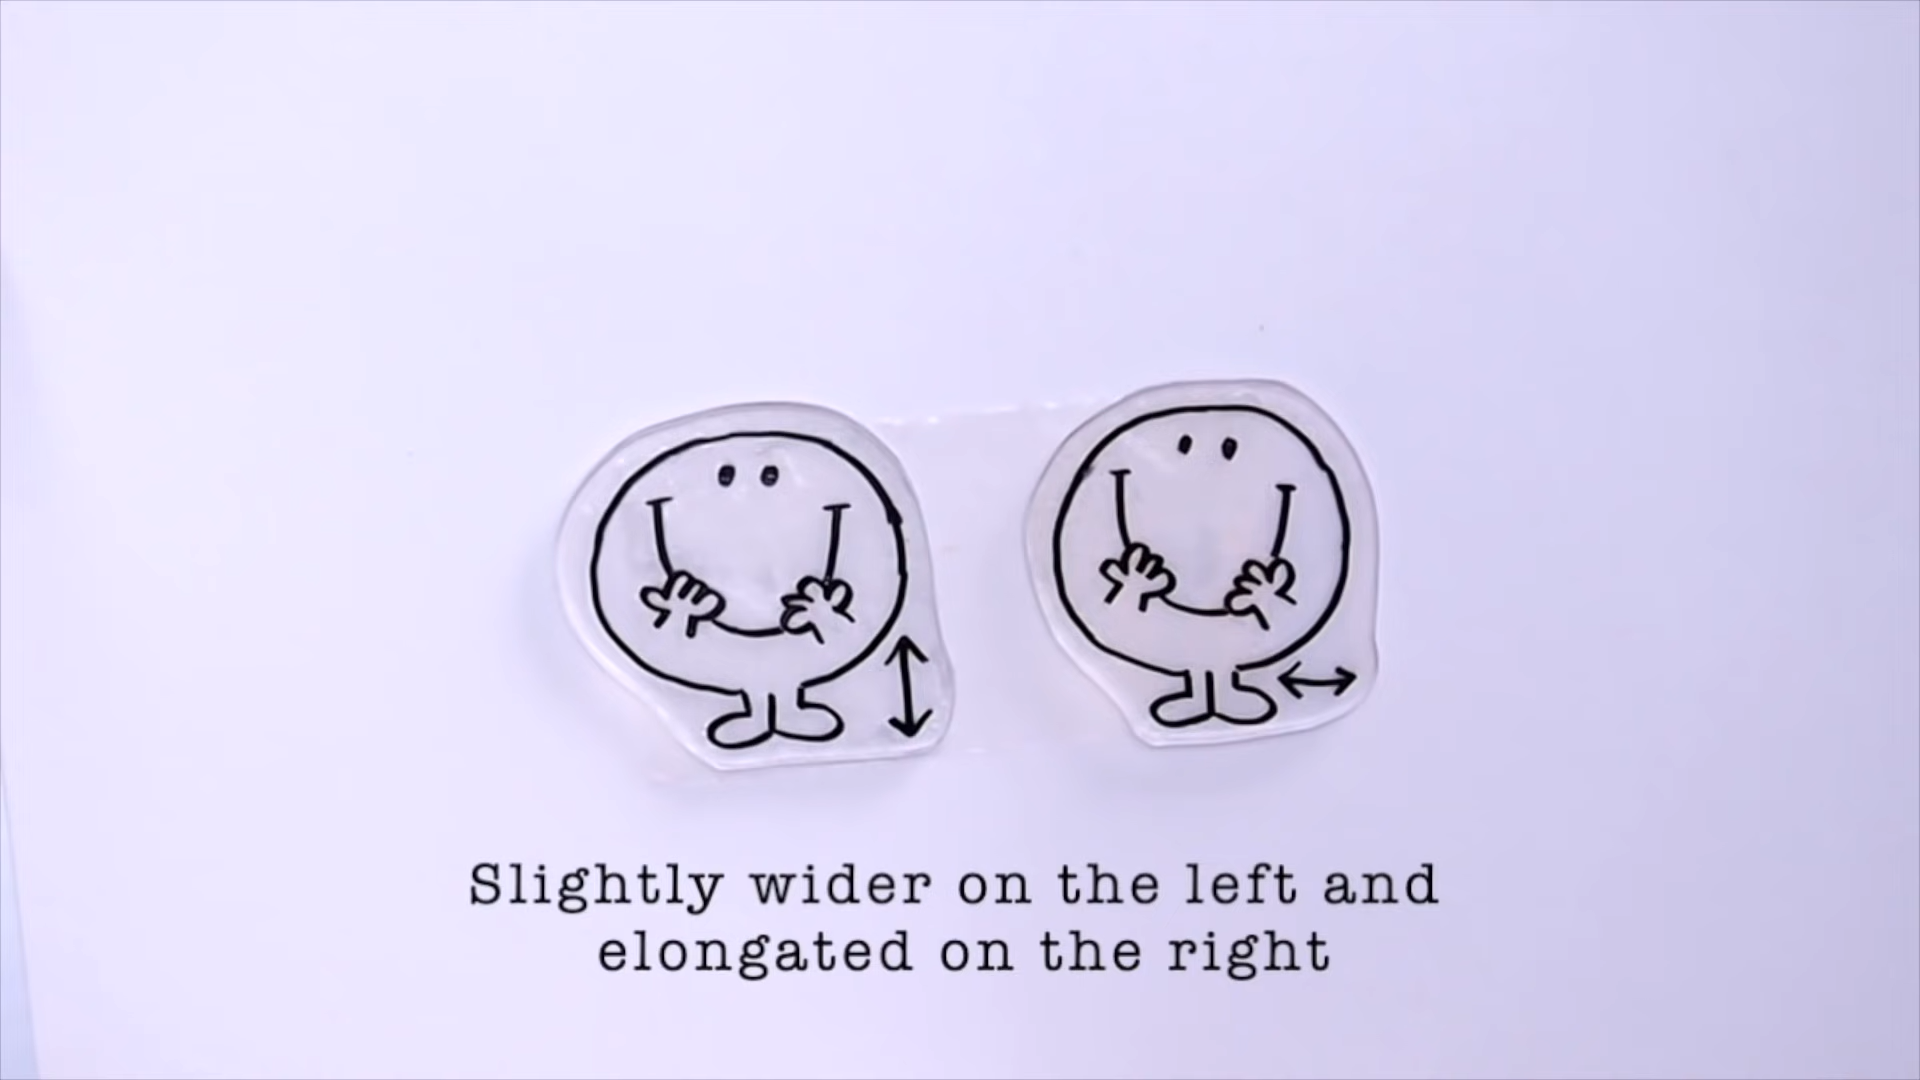 Slightly wider on the left and
elongated on the right